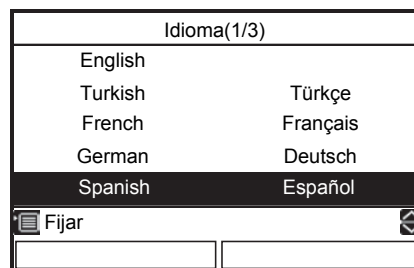 Idioma(1/3)
English
Turkish Türkçe
French Français
German Deutsch
Spanish Español
Fijar